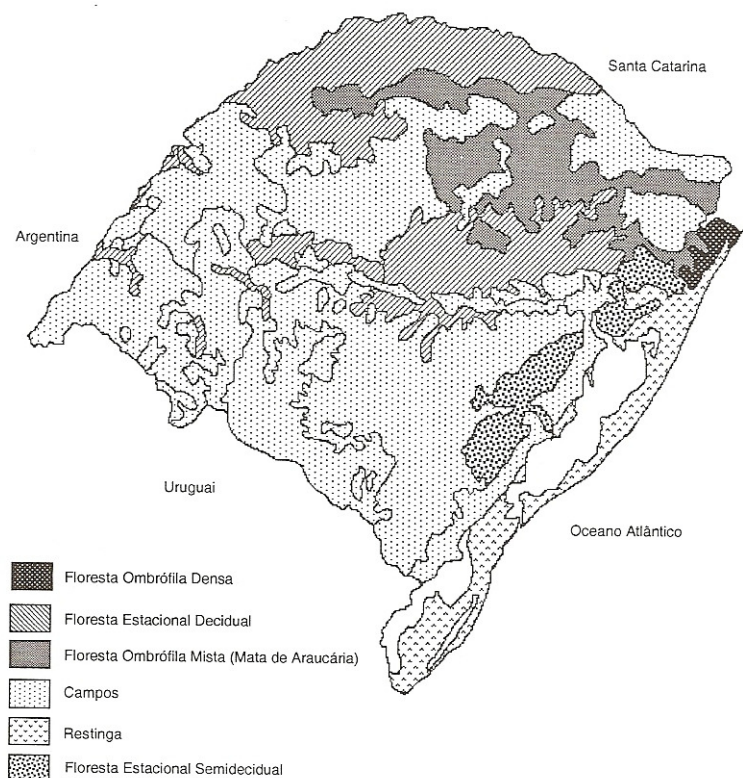 Santa Catarina
Argentina
Uruguai
Oceano Atlântico
Floresta Ombrófila Densa
Floresta Estacional Decidual
Floresta Ombrófila Mista (Mata de Araucária)
Campos
Restinga
Floresta Estacional Semidecidual